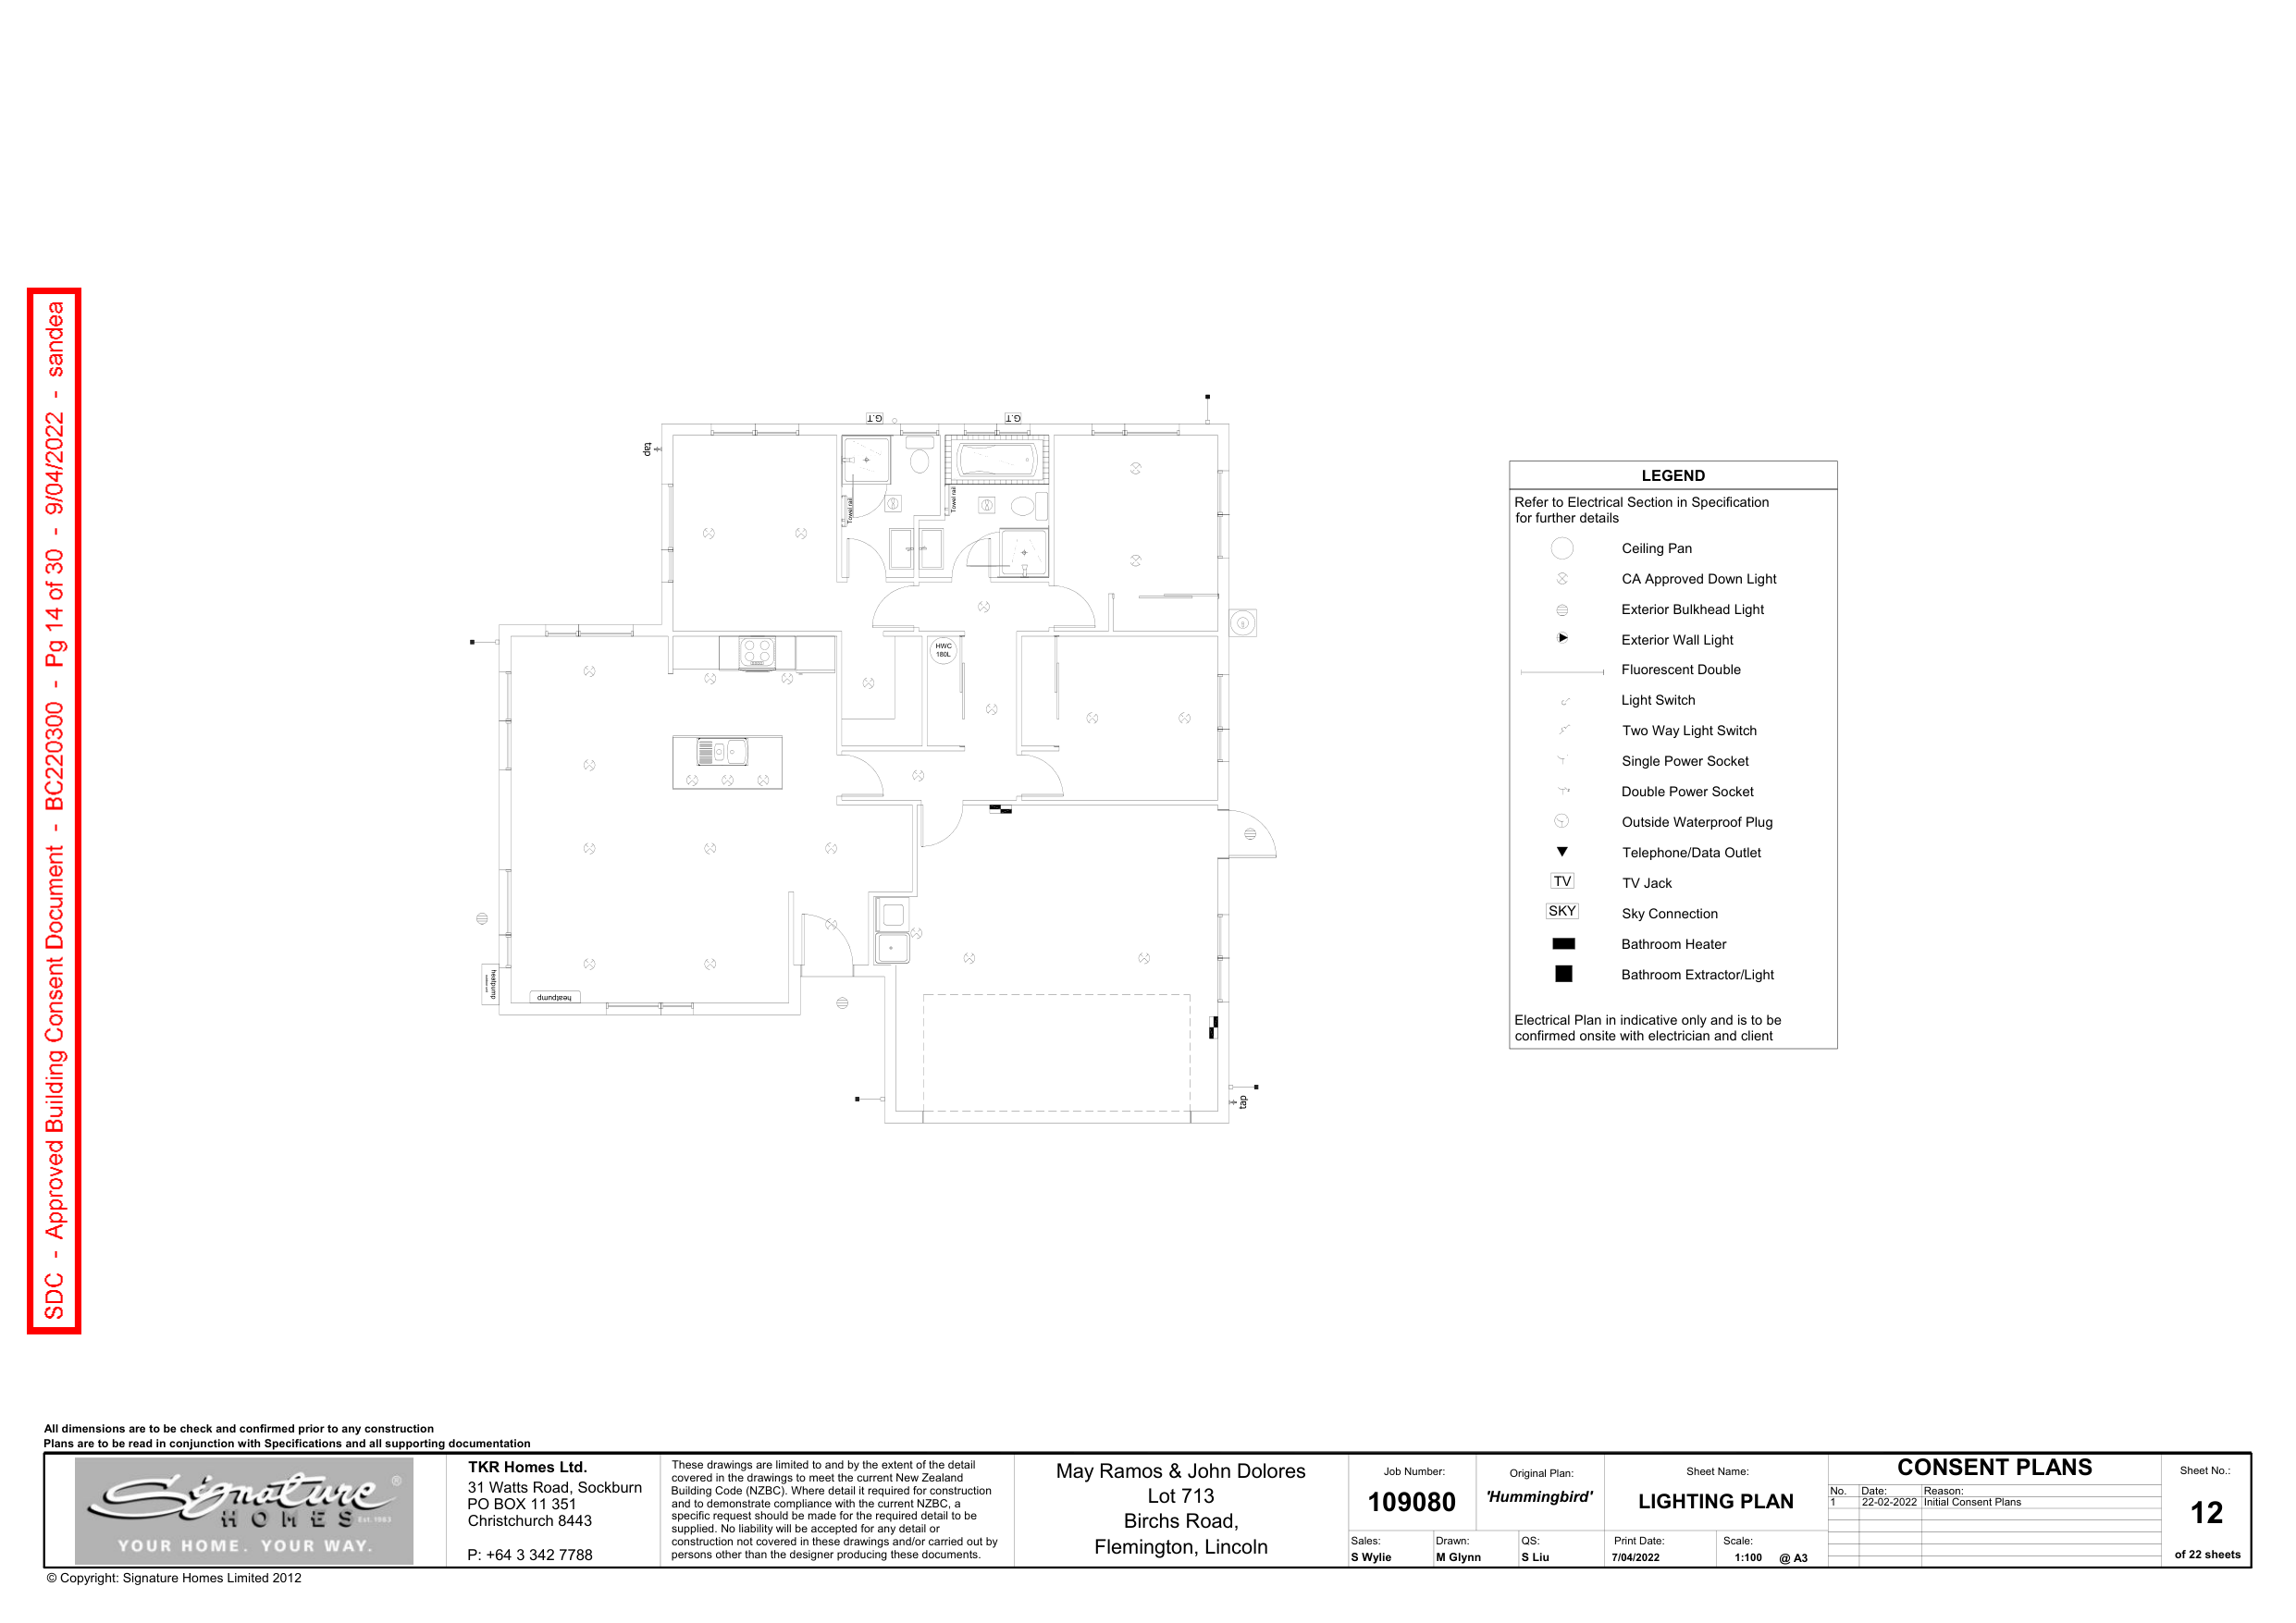 SDC - Approved Building Consent Document - BC220300 - Pg 14 of 30 - 9/04/2022 - sandea
G.T
G.T
tap
Towel rail
Towel rail
HWC
180L
heatpump
heatpump
tap
LEGEND
Refer to Electrical Section in Specification
for further details
Ceiling Pan
CA Approved Down Light
Exterior Bulkhead Light
Exterior Wall Light
Fluorescent Double
Light Switch
Two Way Light Switch
Single Power Socket
Double Power Socket
Outside Waterproof Plug
Telephone/Data Outlet
TV TV Jack
SKY Sky Connection
Bathroom Heater
Bathroom Extractor/Light
Electrical Plan in indicative only and is to be
confirmed onsite with electrician and client
All dimensions are to be check and confirmed prior to any construction
Plans are to be read in conjunction with Specifications and all supporting documentation
Signature ®
HOMES Est. 1983
YOUR HOME. YOUR WAY.
TKR Homes Ltd.
31 Watts Road, Sockburn
PO BOX 11 351
Christchurch 8443
P: +64 3 342 7788
These drawings are limited to and by the extent of the detail
covered in the drawings to meet the current New Zealand
Building Code (NZBC). Where detail it required for construction
and to demonstrate compliance with the current NZBC, a
specific request should be made for the required detail to be
supplied. No liability will be accepted for any detail or
construction not covered in these drawings and/or carried out by
persons other than the designer producing these documents.
May Ramos & John Dolores
Lot 713
Birchs Road,
Flemington, Lincoln
Job Number:
109080
Original Plan:
'Hummingbird'
Sheet Name:
LIGHTING PLAN
Sales:
S Wylie
Drawn:
M Glynn
QS:
S Liu
Print Date:
7/04/2022
Scale:
1:100 @ A3
CONSENT PLANS
No. Date: Reason:
1 22-02-2022 Initial Consent Plans
Sheet No.:
12
of 22 sheets
© Copyright: Signature Homes Limited 2012